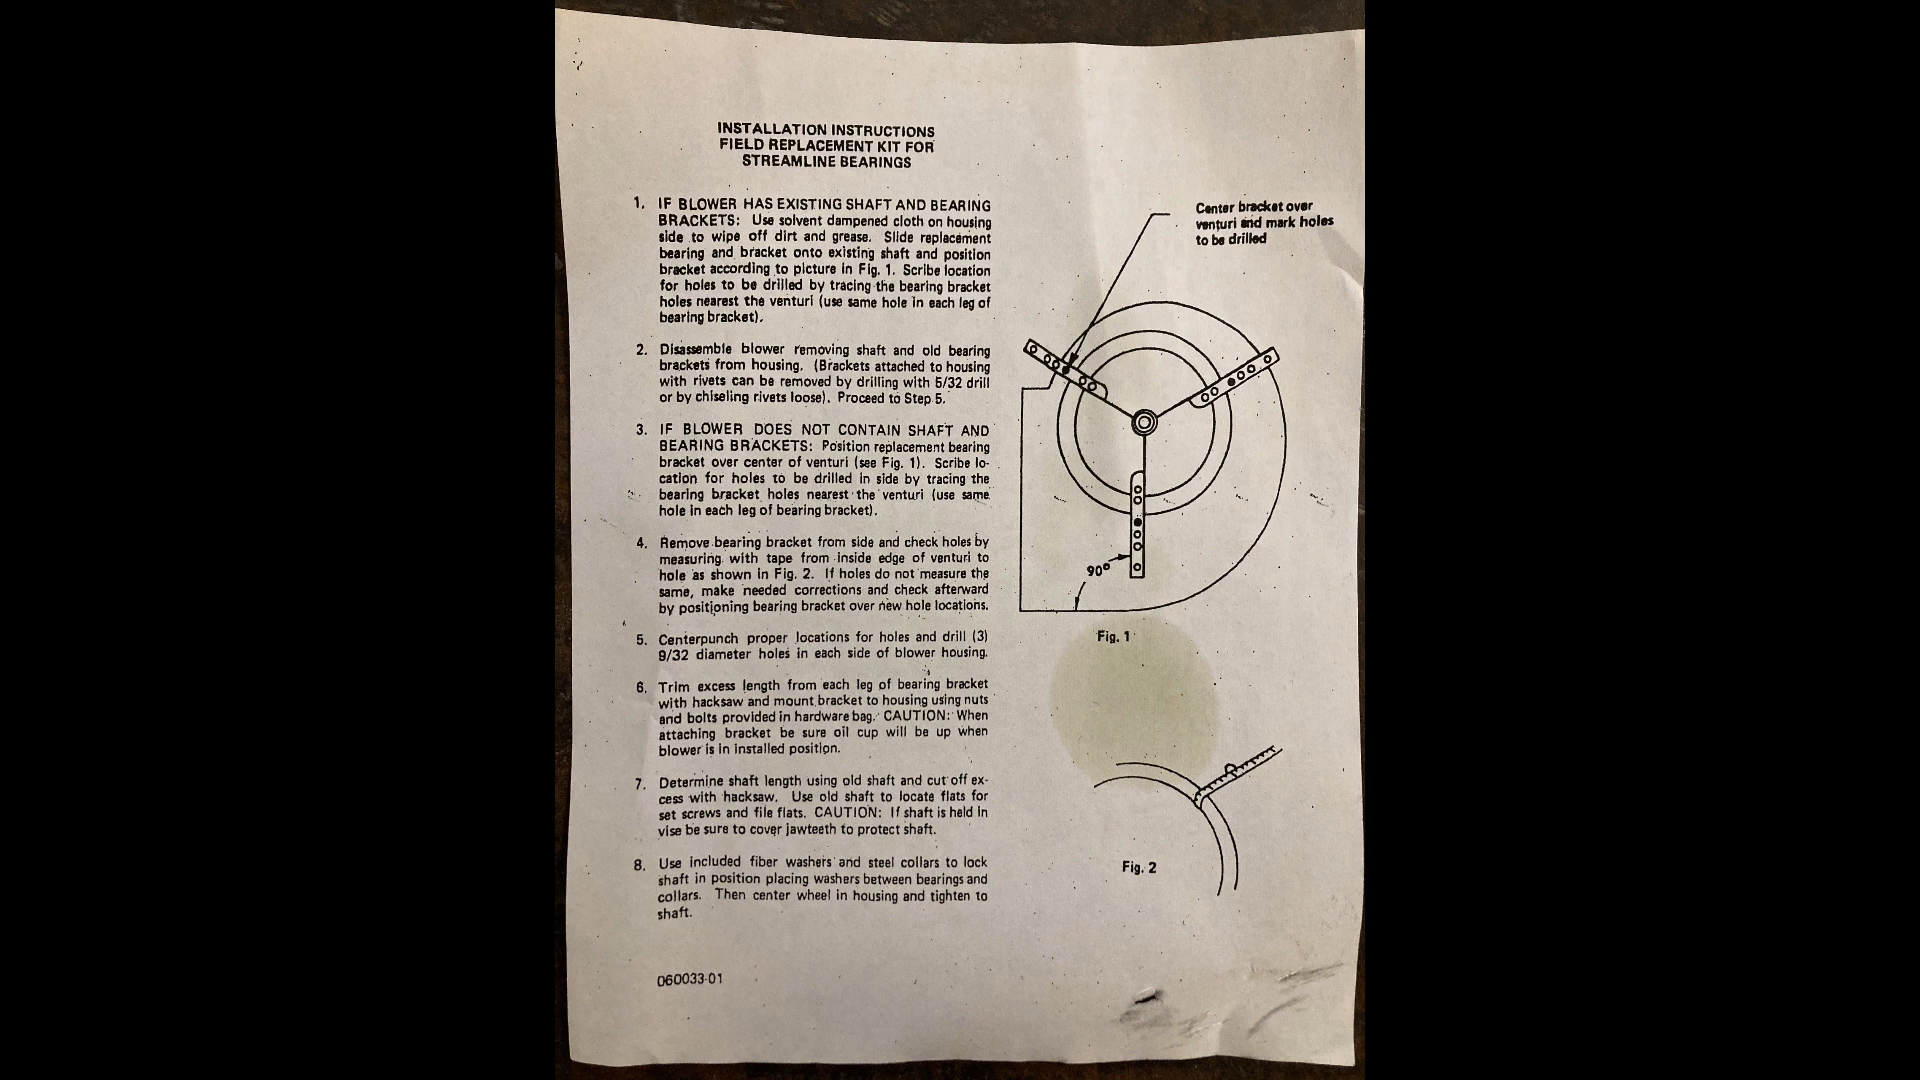 INSTALLATION INSTRUCTIONS
FIELD REPLACEMENT KIT FOR
STREAMLINE BEARINGS
1. IF BLOWER HAS EXISTING SHAFT AND BEARING
BRACKETS: Use solvent dampened cloth on housing
side to wipe off dirt and grease. Slide replacement
bearing and bracket onto existing shaft and position
bracket according to picture in Fig. 1. Scribe location
for holes to be drilled by tracing the bearing bracket
holes nearest the venturi (use same hole in each leg of
bearing bracket).
2. Disassemble blower removing shaft and old bearing
brackets from housing. (Brackets attached to housing
with rivets can be removed by drilling with 5/32 drill
or by chiseling rivets loose). Proceed to Step 5.
3. IF BLOWER DOES NOT CONTAIN SHAFT AND
BEARING BRACKETS: Position replacement bearing
bracket over center of venturi (see Fig. 1). Scribe lo-
cation for holes to be drilled in side by tracing the
bearing bracket holes nearest the venturi (use same
hole in each leg of bearing bracket).
4. Remove bearing bracket from side and check holes by
measuring with tape from inside edge of venturi to
hole as shown in Fig. 2. If holes do not measure the
same, make needed corrections and check afterward
by positioning bearing bracket over new hole locations.
5. Centerpunch proper locations for holes and drill (3)
9/32 diameter holes in each side of blower housing.
6. Trim excess length from each leg of bearing bracket
with hacksaw and mount bracket to housing using nuts
and bolts provided in hardware bag. CAUTION: When
attaching bracket be sure oil cup will be up when
blower is in installed position.
7. Determine shaft length using old shaft and cut off ex-
cess with hacksaw. Use old shaft to locate flats for
set screws and file flats. CAUTION: If shaft is held in
vise be sure to cover jawteeth to protect shaft.
8. Use included fiber washers and steel collars to lock
shaft in position placing washers between bearings and
collars. Then center wheel in housing and tighten to
shaft.
060033-01
Center bracket over
venturi and mark holes
to be drilled
90°
Fig. 1
Fig. 2